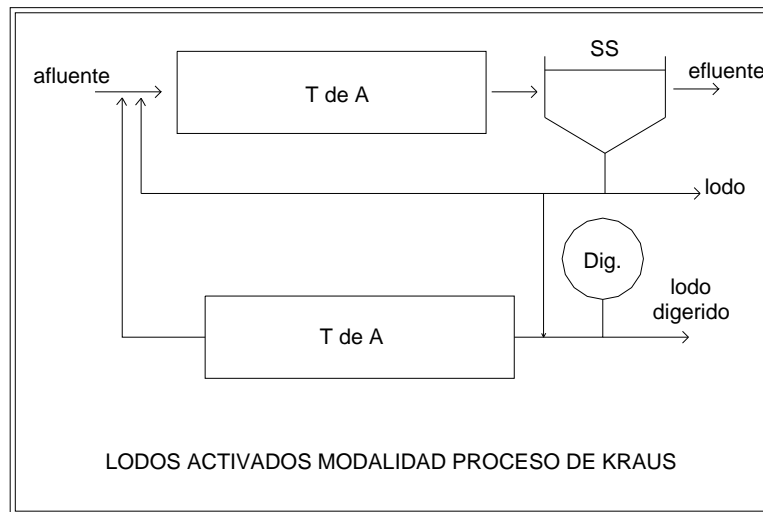 SS
afluente
T de A
efluente
lodo
Dig.
lodo
digerido
T de A
LODOS ACTIVADOS MODALIDAD PROCESO DE KRAUS